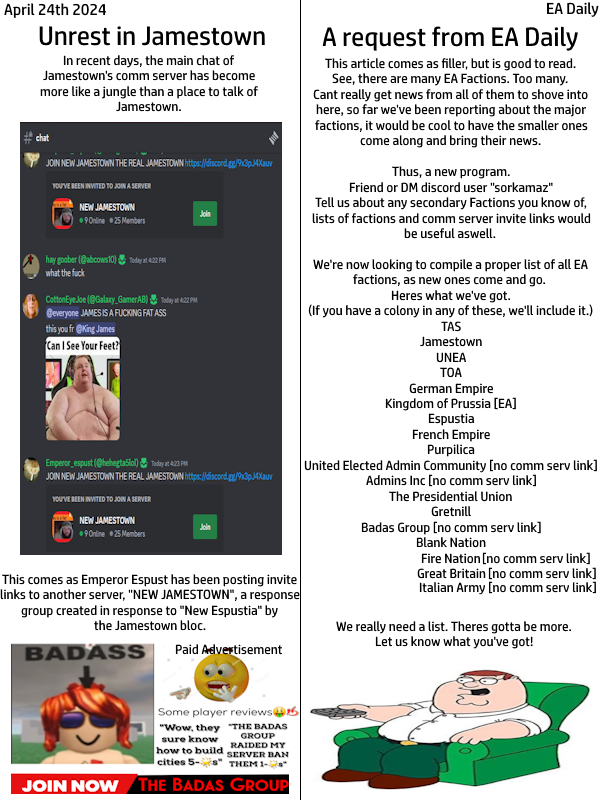 April 24th 2024
EA Daily
Unrest in Jamestown
In recent days, the main chat of
Jamestown's comm server has become
more like a jungle than a place to talk of
Jamestown.
# chat
JOIN NEW JAMESTOWN THE REAL JAMESTOWN https://discord.gg/9x3pJ4Xauv
YOU'VE BEEN INVITED TO JOIN A SERVER
NEW JAMESTOWN
9 Online 25 Members
Join
hay goober (@abcows10) Today at 4:22 PM
what the fuck
CottonEyeJoe (@Galaxy_GamerAB) Today at 4:22 PM
@everyone JAMES IS A FUCKING FAT ASS
this you fr @King James
Can I See Your Feet?
Emperor_espust (@hehegta5lol) Today at 4:23 PM
JOIN NEW JAMESTOWN THE REAL JAMESTOWN https://discord.gg/9x3pJ4Xauv
YOU'VE BEEN INVITED TO JOIN A SERVER
NEW JAMESTOWN
9 Online 25 Members
Join
This comes as Emperor Espust has been posting invite
links to another server, "NEW JAMESTOWN", a response
group created in response to "New Espustia" by
the Jamestown bloc.
Paid Advertisement
BADASS
Some player reviews
"Wow, they
sure know
how to build
cities 5-⭐s"
"THE BADAS
GROUP
RAIDED MY
SERVER BAN
THEM 1-⭐s"
JOIN NOW THE BADAS GROUP
A request from EA Daily
This article comes as filler, but is good to read.
See, there are many EA Factions. Too many.
Cant really get news from all of them to shove into
here, so far we've been reporting about the major
factions, it would be cool to have the smaller ones
come along and bring their news.
Thus, a new program.
Friend or DM discord user "sorkamaz"
Tell us about any secondary Factions you know of,
lists of factions and comm server invite links would
be useful aswell.
We're now looking to compile a proper list of all EA
factions, as new ones come and go.
Heres what we've got.
(If you have a colony in any of these, we'll include it.)
TAS
Jamestown
UNEA
TOA
German Empire
Kingdom of Prussia [EA]
Espustia
French Empire
Purpilica
United Elected Admin Community [no comm serv link]
Admins Inc [no comm serv link]
The Presidential Union
Gretnill
Badas Group [no comm serv link]
Blank Nation
Fire Nation [no comm serv link]
Great Britain [no comm serv link]
Italian Army [no comm serv link]
We really need a list. Theres gotta be more.
Let us know what you've got!